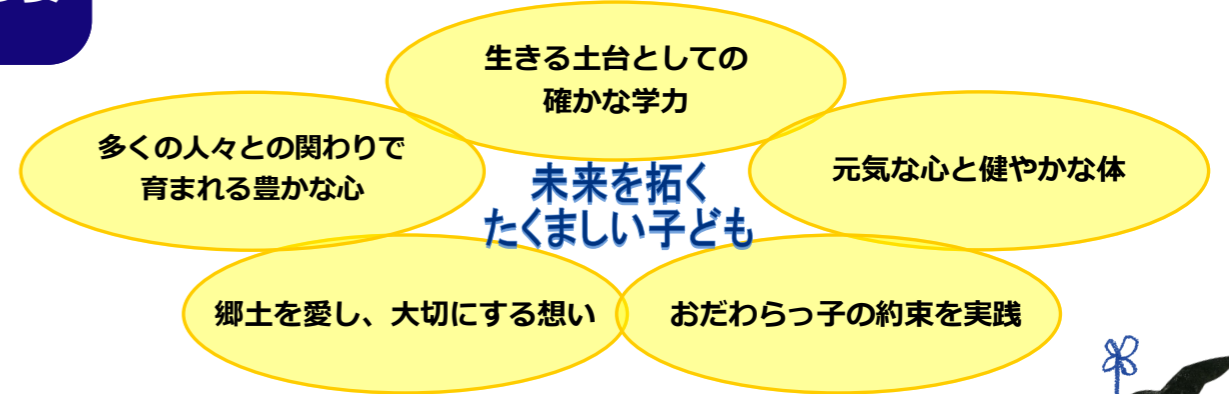 生きる土台としての
確かな学力
多くの人々との関わりで
育まれる豊かな心
元気な心と健やかな体
未来を拓く
たくましい子ども
郷土を愛し、大切にする想い
おだわらっ子の約束を実践